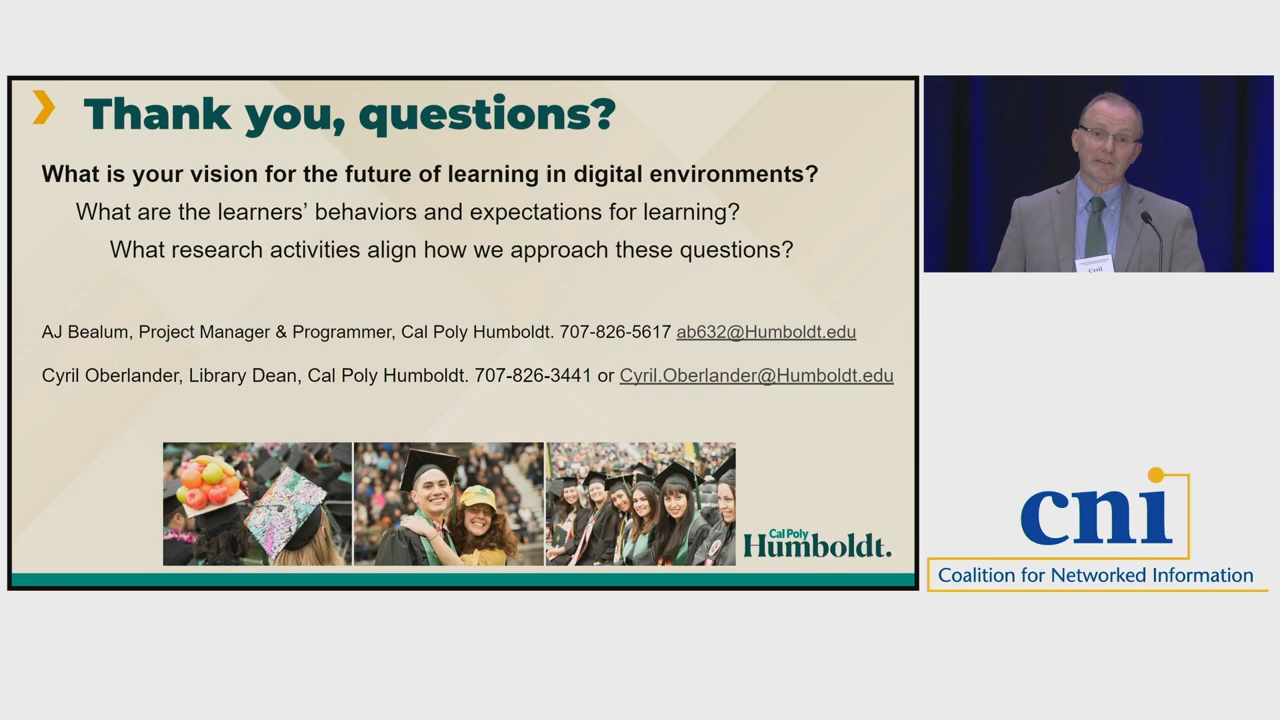 Thank you, questions?
What is your vision for the future of learning in digital environments?
What are the learners’ behaviors and expectations for learning?
What research activities align how we approach these questions?
AJ Bealum, Project Manager & Programmer, Cal Poly Humboldt. 707-826-5617 ab632@Humboldt.edu
Cyril Oberlander, Library Dean, Cal Poly Humboldt. 707-826-3441 or Cyril.Oberlander@Humboldt.edu
Cal Poly
Humboldt.
Cyril
cni
Coalition for Networked Information